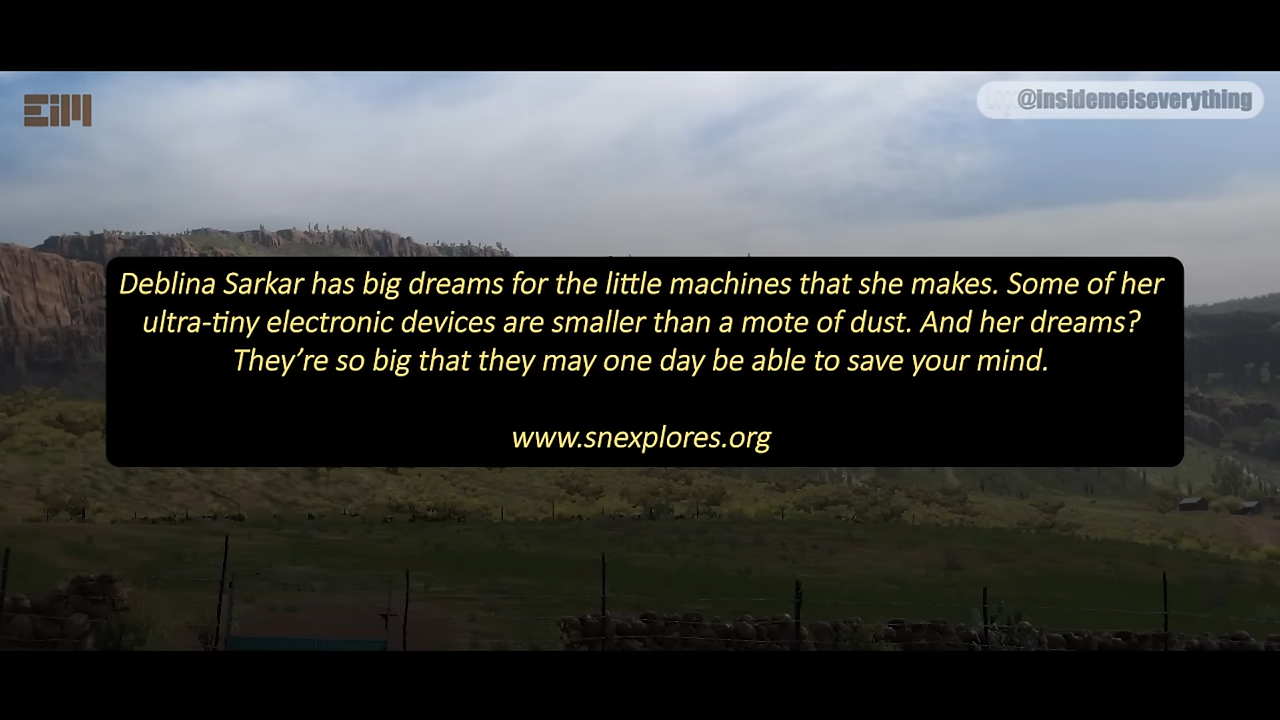 EiM
@insidemeiseverything
Deblina Sarkar has big dreams for the little machines that she makes. Some of her
ultra-tiny electronic devices are smaller than a mote of dust. And her dreams?
They’re so big that they may one day be able to save your mind.
www.snexplores.org